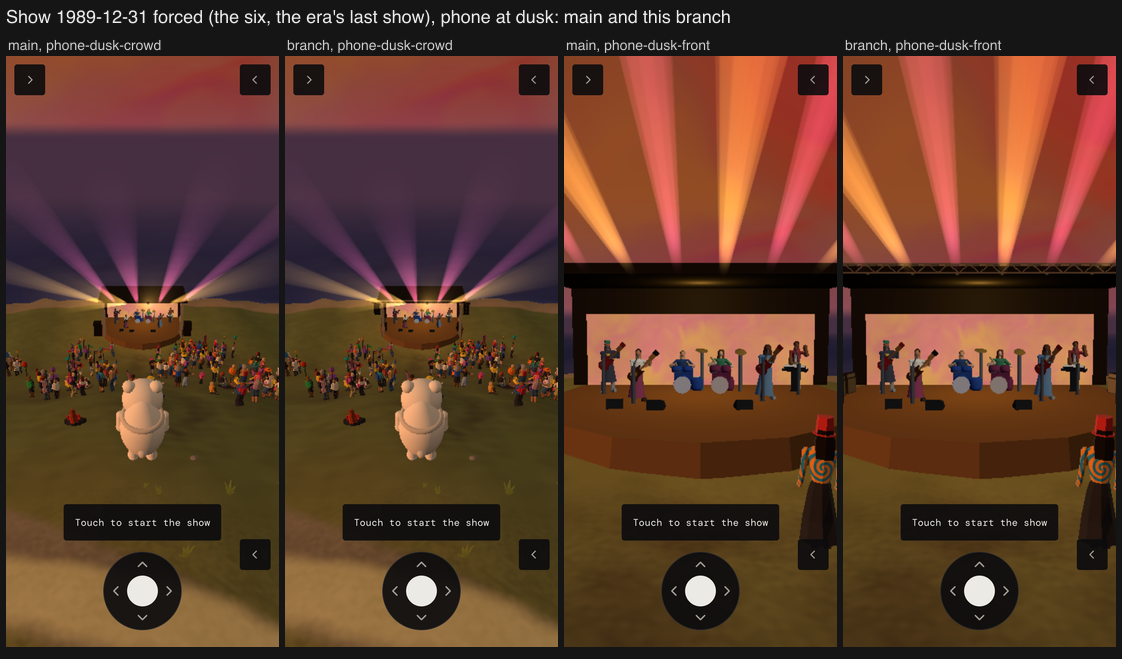 Show 1989-12-31 forced (the six, the era's last show), phone at dusk: main and this branch
main, phone-dusk-crowd
branch, phone-dusk-crowd
main, phone-dusk-front
branch, phone-dusk-front
Touch to start the show
Touch to start the show
Touch to start the show
Touch to start the show